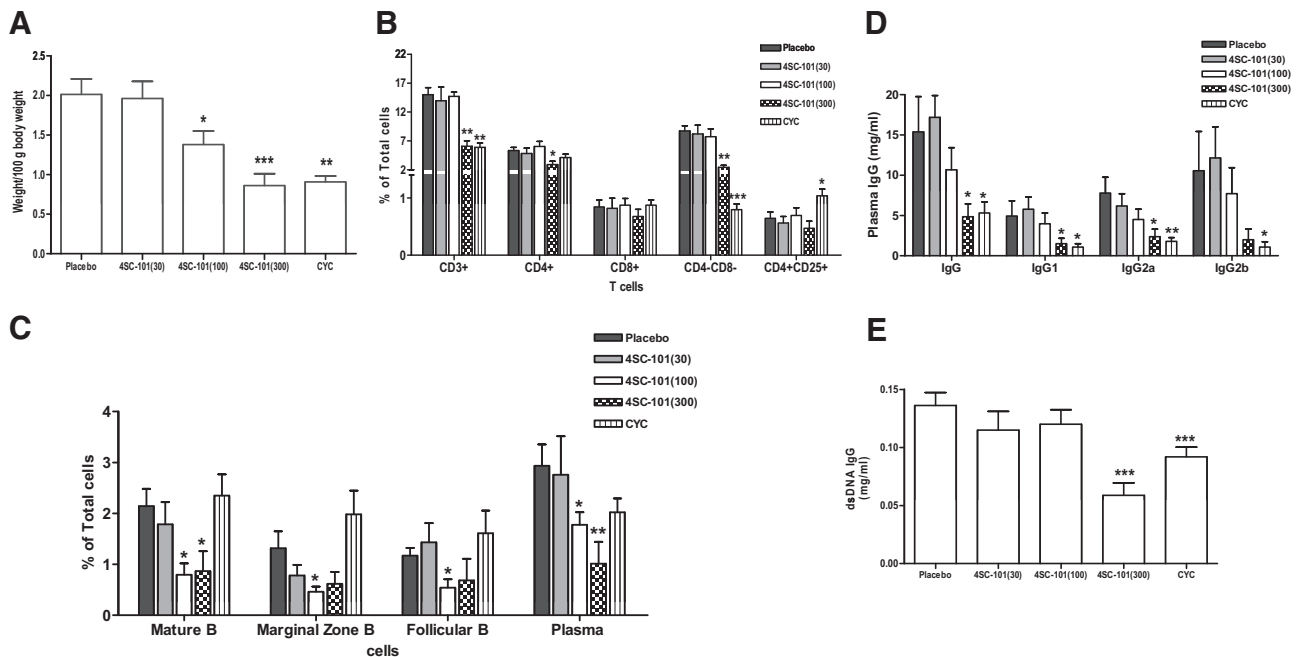 A
Weight/100 g body weight
2.5
2.0
1.5
1.0
0.5
0.0
*
***
**
Placebo 4SC-101(30) 4SC-101(100) 4SC-101(300) CYC
B
Placebo
4SC-101(30)
4SC-101(100)
4SC-101(300)
CYC
% of Total cells
22
17
12
7
2
1
0
** **
*
**
***
*
CD3+ CD4+ CD8+ CD4-CD8- CD4+CD25+
T cells
D
Placebo
4SC-101(30)
4SC-101(100)
4SC-101(300)
CYC
Plasma IgG (mg/ml)
20
15
10
5
0
* *
* *
* **
*
IgG IgG1 IgG2a IgG2b
C
Placebo
4SC-101(30)
4SC-101(100)
4SC-101(300)
CYC
% of Total cells
4
3
2
1
0
* *
*
*
*
**
Mature B Marginal Zone B Follicular B Plasma
cells
E
dsDNA IgG
(mg/ml)
0.15
0.10
0.05
0.00
***
***
Placebo 4SC-101(30) 4SC-101(100) 4SC-101(300) CYC